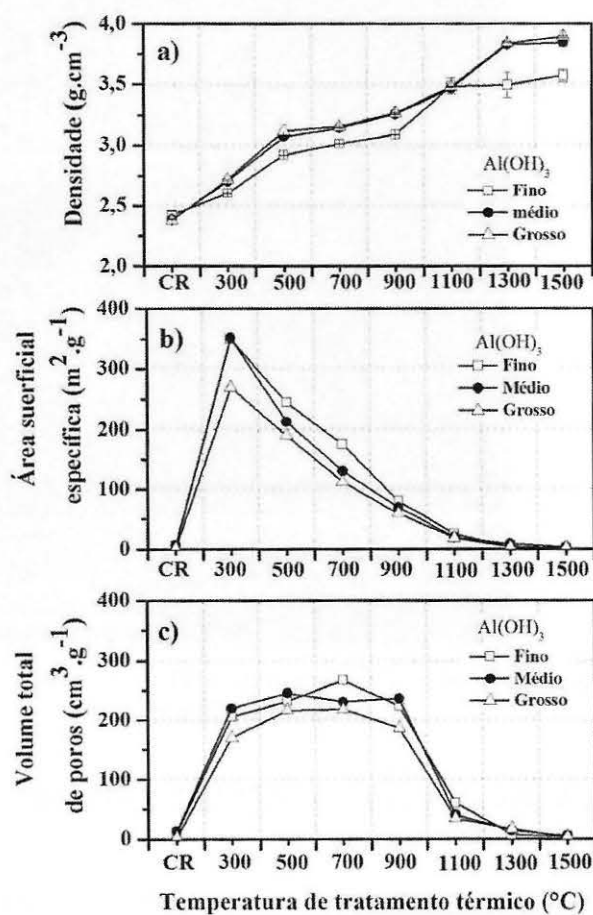 4,0
a)
3,5
3,0
2,5
2,0
Densidade (g.cm⁻³)
Al(OH)₃
Fino
médio
Grosso
CR 300 500 700 900 1100 1300 1500
400
b)
300
200
100
0
Área suerficial
específica (m².g⁻¹)
Al(OH)₃
Fino
Médio
Grosso
CR 300 500 700 900 1100 1300 1500
400
c)
300
200
100
0
Volume total
de poros (cm³.g⁻¹)
Al(OH)₃
Fino
Médio
Grosso
CR 300 500 700 900 1100 1300 1500
Temperatura de tratamento térmico (°C)